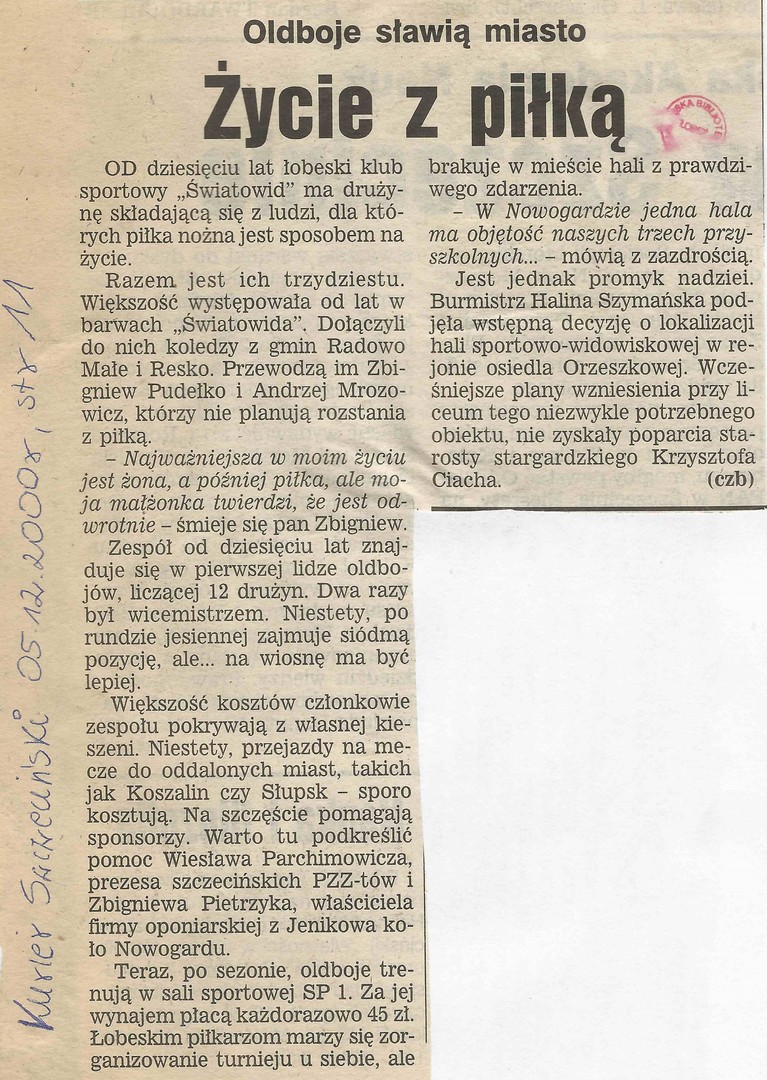 Oldboje sławią miasto
Życie z piłką
OD dziesięciu lat łobeski klub
sportowy „Światowid” ma druży-
nę składającą się z ludzi, dla któ-
rych piłka nożna jest sposobem na
życie.
Razem jest ich trzydziestu.
Większość występowała od lat w
barwach „Światowida”. Dołączyli
do nich koledzy z gmin Radowo
Małe i Resko. Przewodzą im Zbi-
gniew Pudełko i Andrzej Mrozo-
wicz, którzy nie planują rozstania
z piłką.
– Najważniejsza w moim życiu
jest żona, a później piłka, ale mo-
ja małżonka twierdzi, że jest od-
wrotnie – śmieje się pan Zbigniew.
Zespół od dziesięciu lat znaj-
duje się w pierwszej lidze oldbo-
jów, liczącej 12 drużyn. Dwa razy
był wicemistrzem. Niestety, po
rundzie jesiennej zajmuje siódmą
pozycję, ale... na wiosnę ma być
lepiej.
Większość kosztów członkowie
zespołu pokrywają z własnej kie-
szeni. Niestety, przejazdy na me-
cze do oddalonych miast, takich
jak Koszalin czy Słupsk – sporo
kosztują. Na szczęście pomagają
sponsorzy. Warto tu podkreślić
pomoc Wiesława Parchimowicza,
prezesa szczecińskich PZZ-tów i
Zbigniewa Pietrzyka, właściciela
firmy oponiarskiej z Jenikowa ko-
ło Nowogardu.
Teraz, po sezonie, oldboje tre-
nują w sali sportowej SP 1. Za jej
wynajem płacą każdorazowo 45 zł.
Łobeskim piłkarzom marzy się zor-
ganizowanie turnieju u siebie, ale
brakuje w mieście hali z prawdzi-
wego zdarzenia.
– W Nowogardzie jedna hala
ma objętość naszych trzech przy-
szkolnych... – mówią z zazdrością.
Jest jednak promyk nadziei.
Burmistrz Halina Szymańska pod-
jęła wstępną decyzję o lokalizacji
hali sportowo-widowiskowej w re-
jonie osiedla Orzeszkowej. Wcze-
śniejsze plany wzniesienia przy li-
ceum tego niezwykle potrzebnego
obiektu, nie zyskały poparcia sta-
rosty stargardzkiego Krzysztofa
Ciacha. (czb)
Kurier Szczeciński 05.12.2000r, str 11